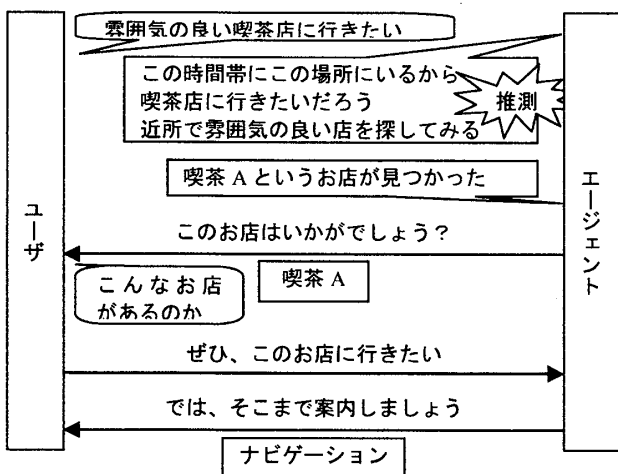 雰囲気の良い喫茶店に行きたい
この時間帯にこの場所にいるから
喫茶店に行きたいだろう
近所で雰囲気の良い店を探してみる
推測
喫茶 A というお店が見つかった
ユーザ
エージェント
このお店はいかがでしょう？
喫茶 A
こんなお店
があるのか
ぜひ、このお店に行きたい
では、そこまで案内しましょう
ナビゲーション